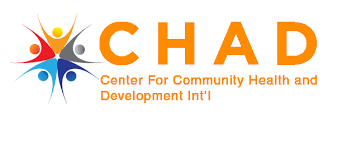 CHAD
Center For Community Health and
Development Int'l